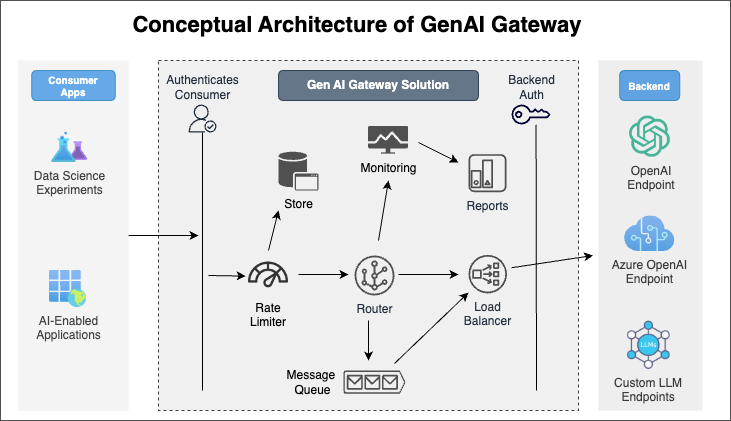 Conceptual Architecture of GenAI Gateway
Consumer
Apps
Data Science
Experiments
AI-Enabled
Applications
Authenticates
Consumer
Gen AI Gateway Solution
Backend
Auth
Monitoring
Store
Reports
Rate
Limiter
Router
Load
Balancer
Message
Queue
Backend
OpenAI
Endpoint
Azure OpenAI
Endpoint
LLMs
Custom LLM
Endpoints